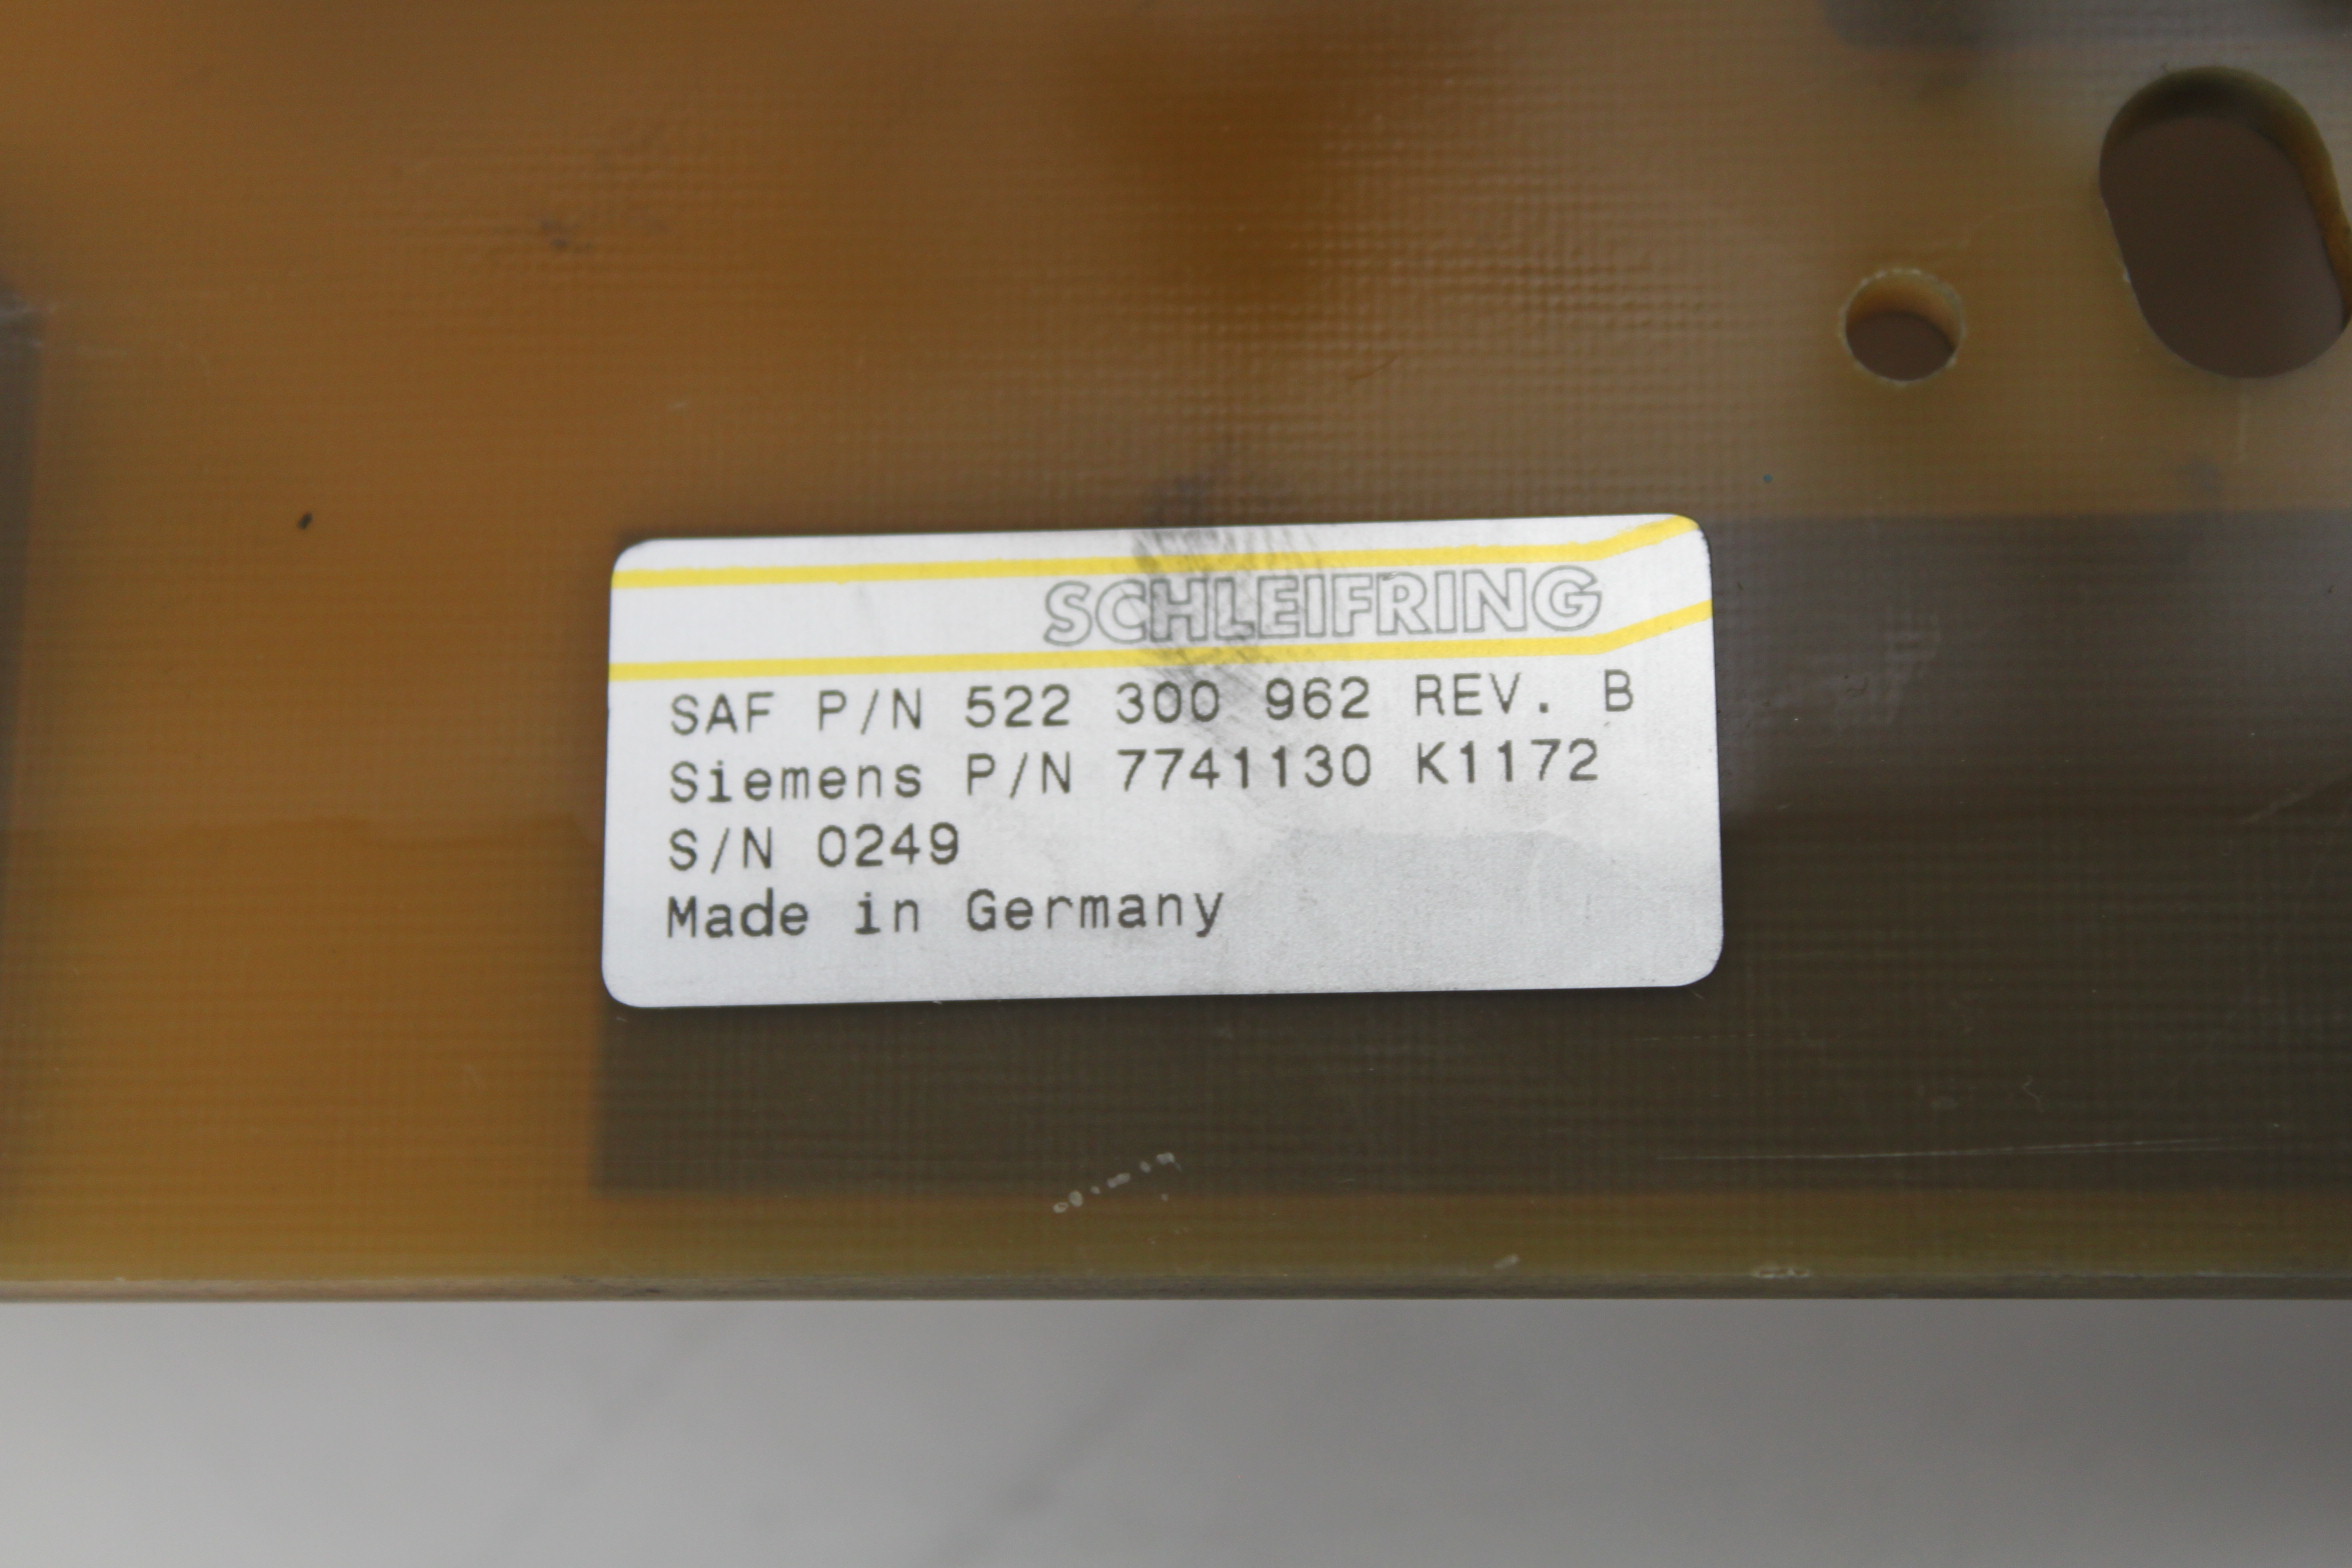 SCHLEIFRING
SAF P/N 522 300 962 REV. B
Siemens P/N 7741130 K1172
S/N 0249
Made in Germany